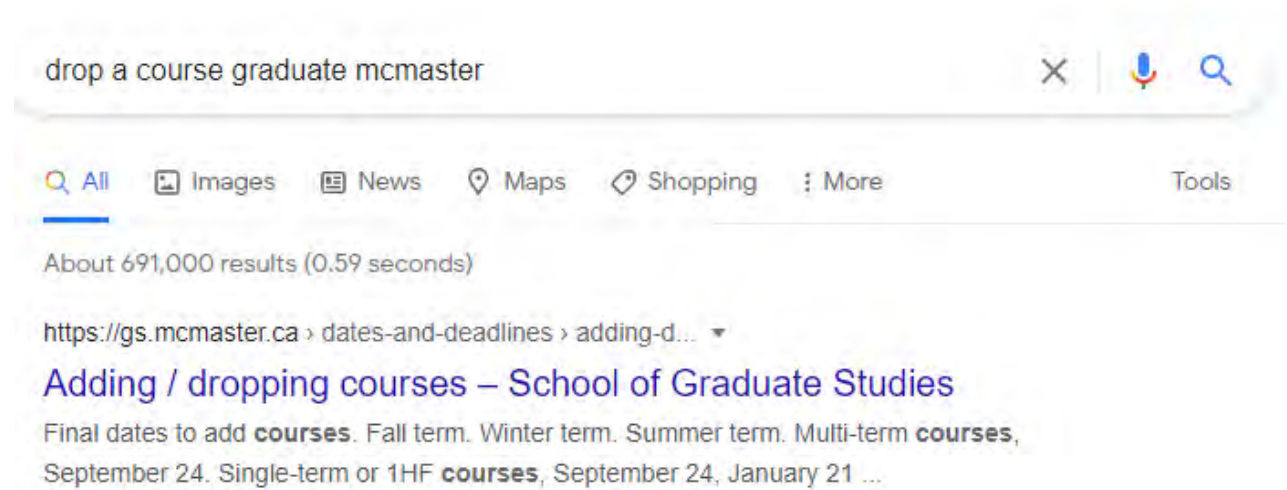 drop a course graduate mcmaster
All Images News Maps Shopping More Tools
About 691,000 results (0.59 seconds)
https://gs.mcmaster.ca › dates-and-deadlines › adding-d...
Adding / dropping courses – School of Graduate Studies
Final dates to add courses. Fall term. Winter term. Summer term. Multi-term courses,
September 24. Single-term or 1HF courses, September 24, January 21 ...